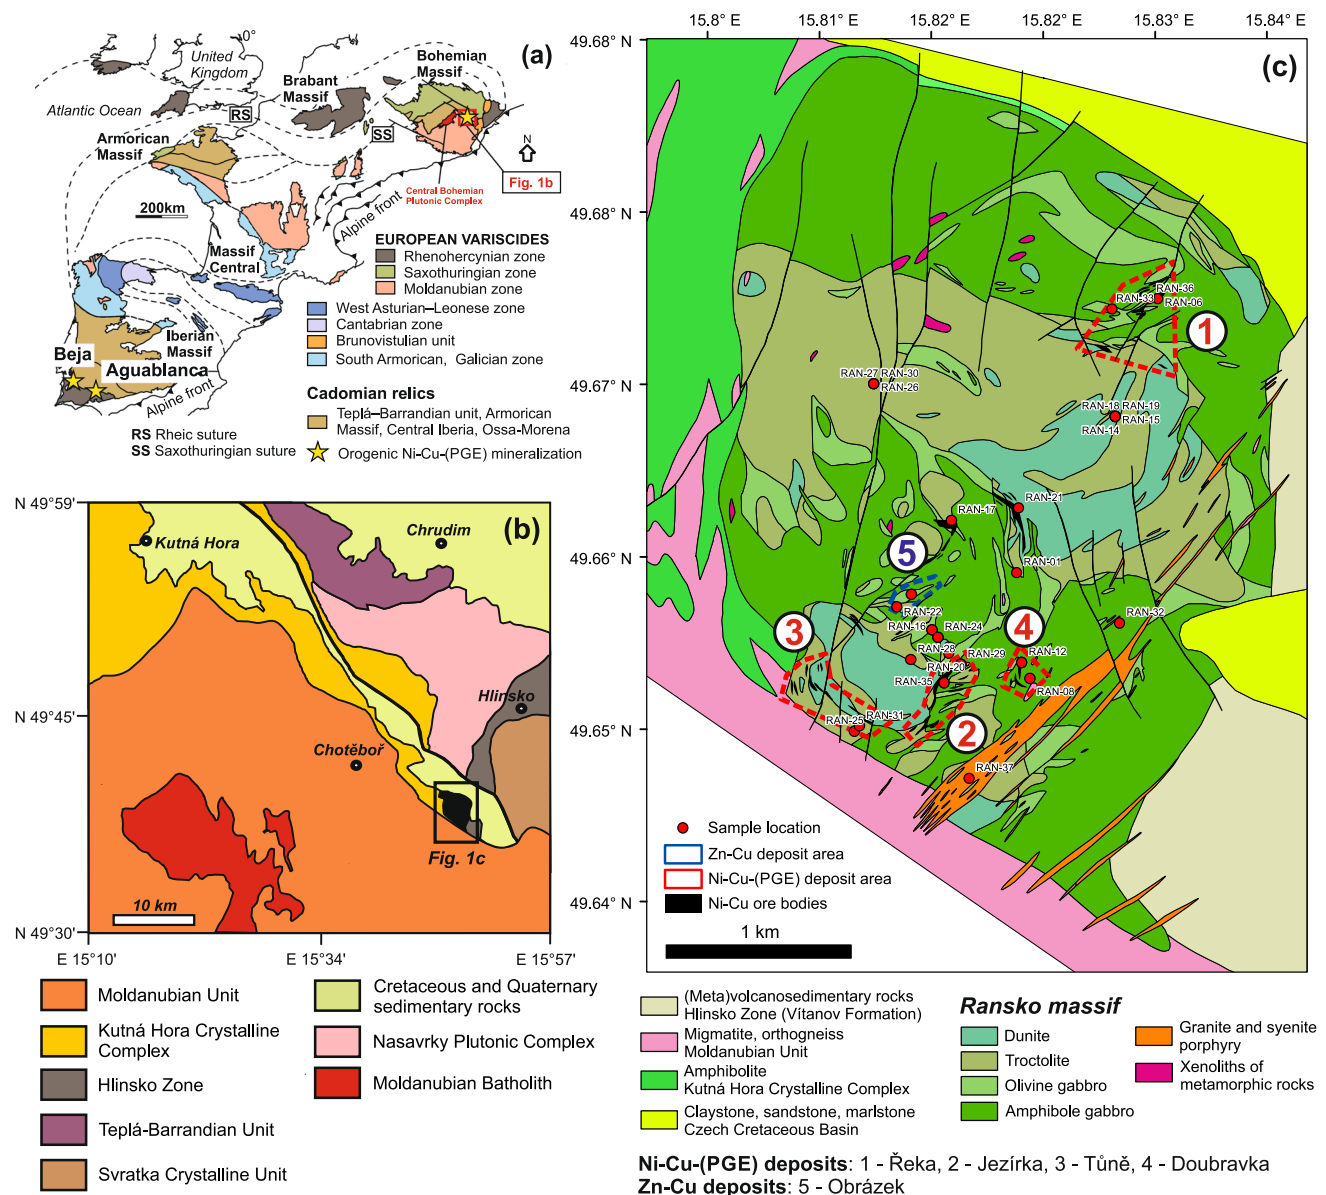 (a)
0°
United
Kingdom
Atlantic Ocean
RS
Brabant
Massif
Bohemian
Massif
SS
Armorican
Massif
N
Fig. 1b
Central Bohemian
Plutonic Complex
200km
Alpine front
Massif
Central
EUROPEAN VARISCIDES
Rhenohercynian zone
Saxothuringian zone
Moldanubian zone
West Asturian–Leonese zone
Cantabrian zone
Brunovistulian unit
South Armorican, Galician zone
Iberian
Massif
Beja
Aguablanca
Alpine front
Cadomian relics
Teplá–Barrandian unit, Armorican
Massif, Central Iberia, Ossa-Morena
RS Rheic suture
SS Saxothuringian suture
Orogenic Ni-Cu-(PGE) mineralization
(b)
N 49°59'
N 49°45'
N 49°30'
E 15°10'
E 15°34'
E 15°57'
Kutná Hora
Chrudim
Hlinsko
Chotěboř
Fig. 1c
10 km
Moldanubian Unit
Kutná Hora Crystalline
Complex
Hlinsko Zone
Teplá-Barrandian Unit
Svratka Crystalline Unit
Cretaceous and Quaternary
sedimentary rocks
Nasavrky Plutonic Complex
Moldanubian Batholith
(c)
15.8° E
15.81° E
15.82° E
15.82° E
15.83° E
15.84° E
49.68° N
49.68° N
49.67° N
49.66° N
49.65° N
49.64° N
RAN-36
RAN-33
RAN-06
1
RAN-27 RAN-30
RAN-26
RAN-18 RAN-19
RAN-15
RAN-14
RAN-21
RAN-17
5
RAN-01
RAN-22
RAN-16
RAN-24
RAN-32
3
4
RAN-28
RAN-29
RAN-12
RAN-20
RAN-35
RAN-08
RAN-31
RAN-25
2
RAN-37
Sample location
Zn-Cu deposit area
Ni-Cu-(PGE) deposit area
Ni-Cu ore bodies
1 km
(Meta)volcanosedimentary rocks
Hlinsko Zone (Vítanov Formation)
Migmatite, orthogneiss
Moldanubian Unit
Amphibolite
Kutná Hora Crystalline Complex
Claystone, sandstone, marlstone
Czech Cretaceous Basin
Ransko massif
Dunite
Troctolite
Olivine gabbro
Amphibole gabbro
Granite and syenite
porphyry
Xenoliths of
metamorphic rocks
Ni-Cu-(PGE) deposits: 1 - Řeka, 2 - Jezírka, 3 - Tůně, 4 - Doubravka
Zn-Cu deposits: 5 - Obrázek